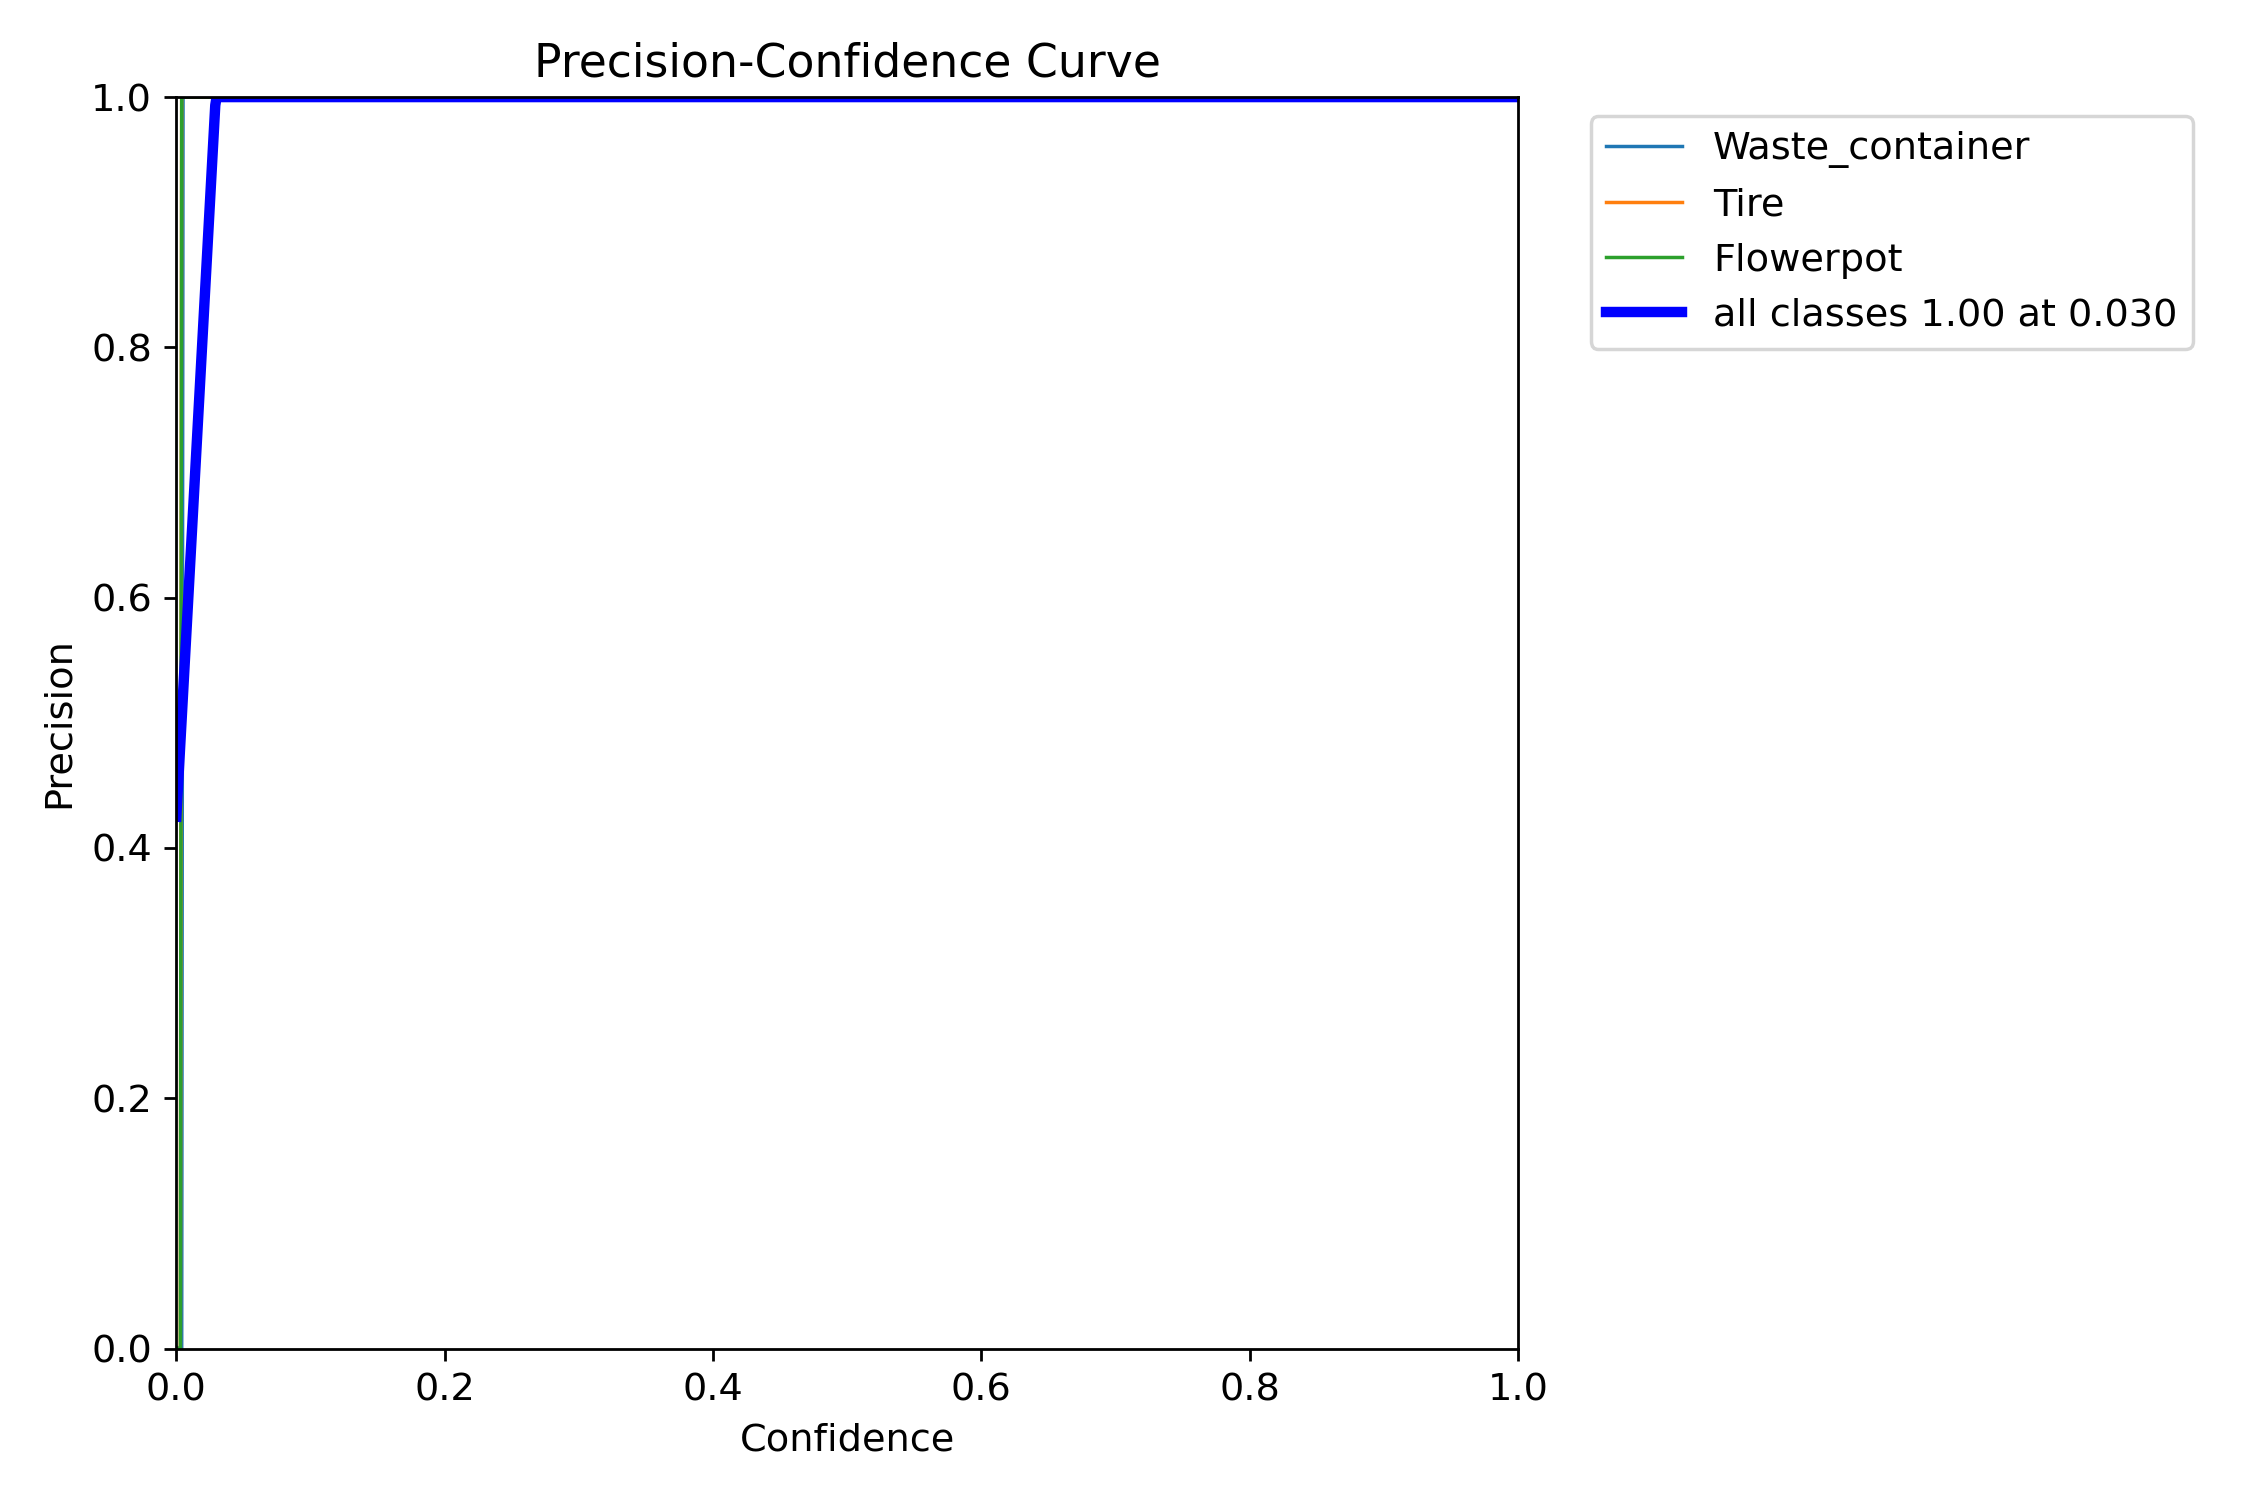 Precision-Confidence Curve
1.0
0.8
0.6
0.4
0.2
0.0
Precision
0.0 0.2 0.4 0.6 0.8 1.0
Confidence
Waste_container
Tire
Flowerpot
all classes 1.00 at 0.030